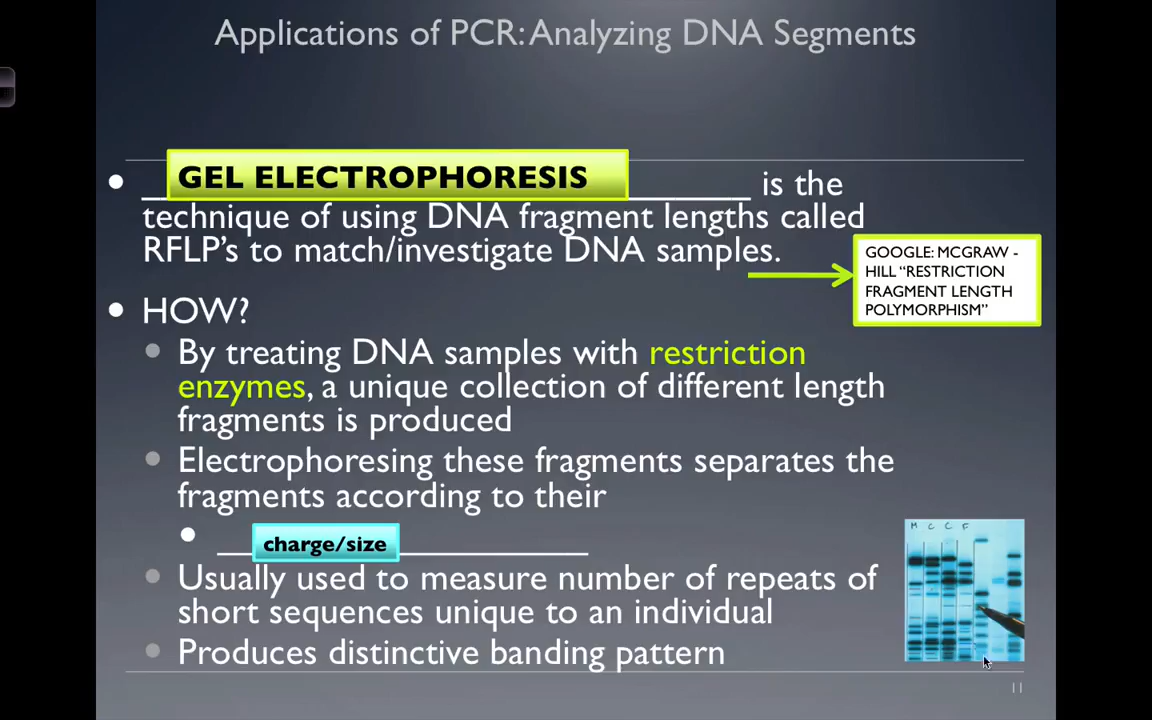 Applications of PCR: Analyzing DNA Segments
GEL ELECTROPHORESIS is the
technique of using DNA fragment lengths called
RFLP's to match/investigate DNA samples.
GOOGLE: MCGRAW -
HILL "RESTRICTION
FRAGMENT LENGTH
POLYMORPHISM"
HOW?
By treating DNA samples with restriction
enzymes, a unique collection of different length
fragments is produced
Electrophoresing these fragments separates the
fragments according to their
charge/size
Usually used to measure number of repeats of
short sequences unique to an individual
Produces distinctive banding pattern
M C C F
11